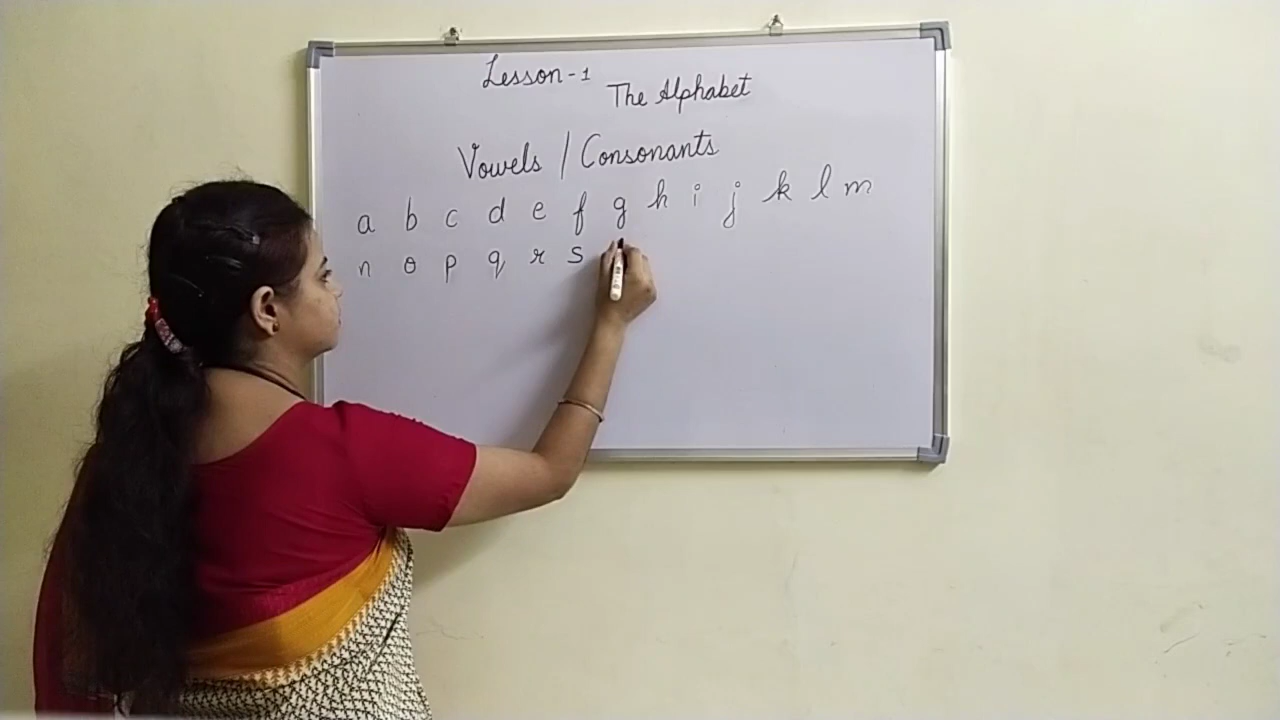 Lesson-1
The Alphabet
Vowels / Consonants
a b c d e f g h i j k l m
n o p q r s